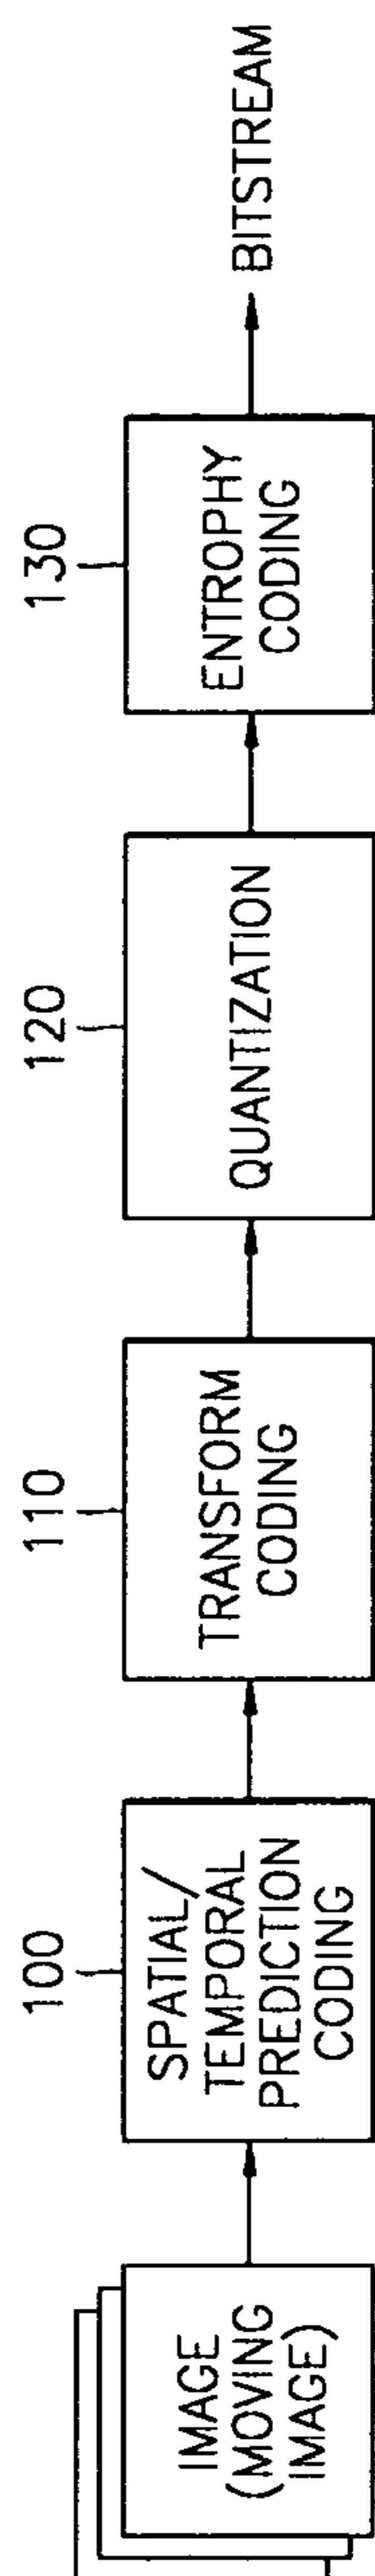 IMAGE
(MOVING
IMAGE)
100
SPATIAL/
TEMPORAL
PREDICTION
CODING
110
TRANSFORM
CODING
120
QUANTIZATION
130
ENTROPHY
CODING
BITSTREAM